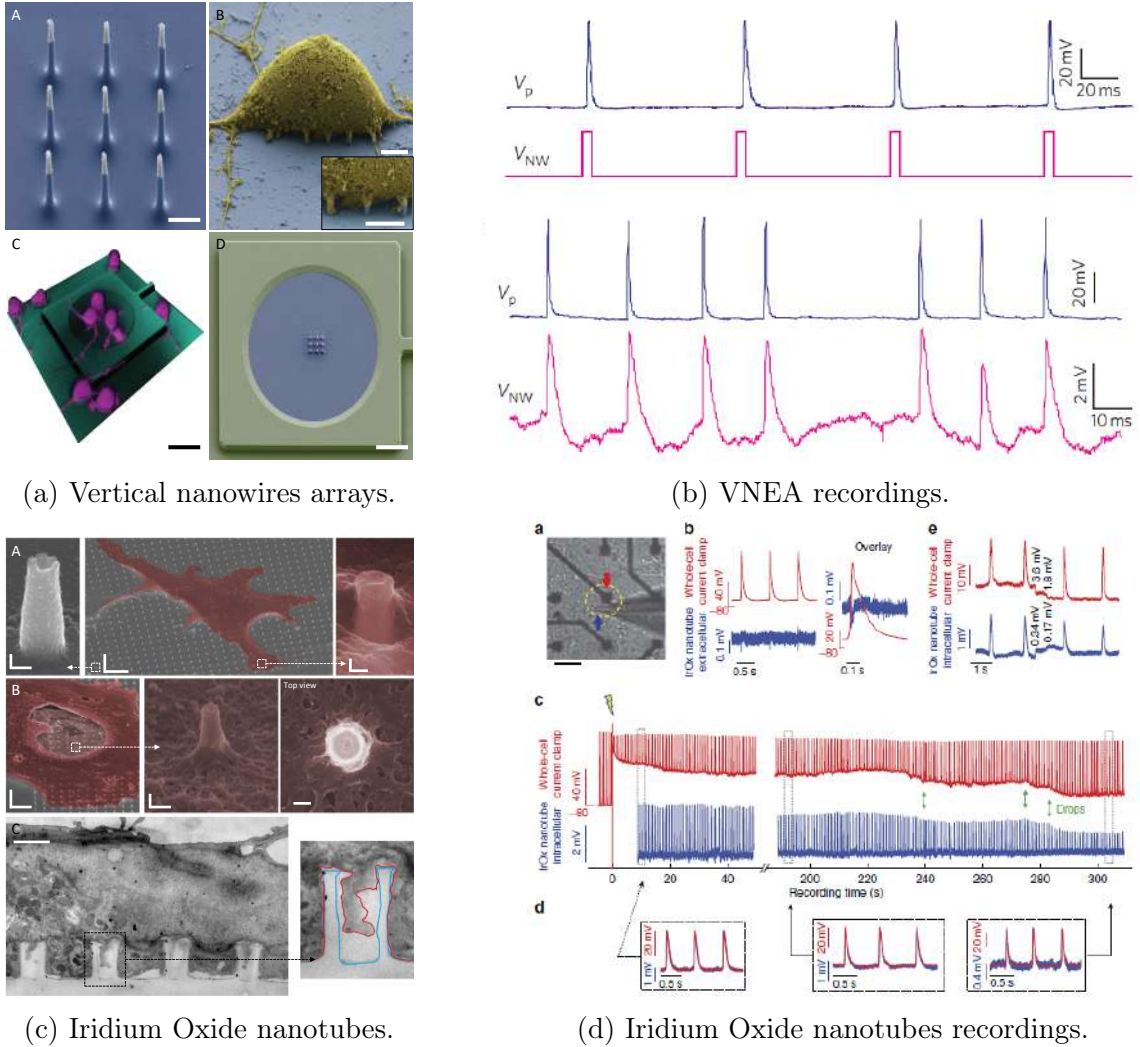 A
B
C
D
(a) Vertical nanowires arrays.
Vp
20 mV
20 ms
VNW
Vp
20 mV
VNW
2 mV
10 ms
(b) VNEA recordings.
A
B
Top view
C
(c) Iridium Oxide nanotubes.
a
b
Whole-cell
current clamp
40 mV
−80
IrOx nanotube
extracellular
0.1 mV
0.5 s
Overlay
0.1 mV
20 mV
−80
0.1 s
e
Whole-cell
current clamp
10 mV
3.6 mV
1.8 mV
IrOx nanotube
intracellular
1 mV
0.34 mV
0.17 mV
1 s
c
Whole-cell
current clamp
40 mV
−80
IrOx nanotube
intracellular
2 mV
Drops
0 20 40 200 220 240 260 280 300
Recording time (s)
d
20 mV
1 mV
0.5 s
20 mV
1 mV
0.5 s
20 mV
0.4 mV
0.5 s
(d) Iridium Oxide nanotubes recordings.